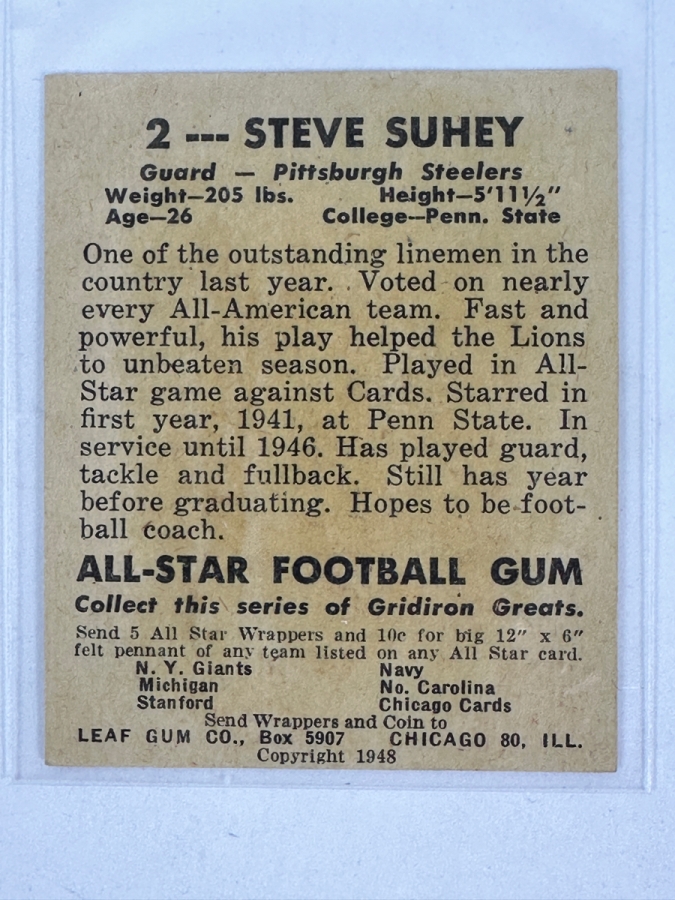 2 --- STEVE SUHEY
Guard — Pittsburgh Steelers
Weight—205 lbs. Height—5'11½"
Age—26 College—Penn. State
One of the outstanding linemen in the
country last year. Voted on nearly
every All-American team. Fast and
powerful, his play helped the Lions
to unbeaten season. Played in All-
Star game against Cards. Starred in
first year, 1941, at Penn State. In
service until 1946. Has played guard,
tackle and fullback. Still has year
before graduating. Hopes to be foot-
ball coach.
ALL-STAR FOOTBALL GUM
Collect this series of Gridiron Greats.
Send 5 All Star Wrappers and 10c for big 12" x 6"
felt pennant of any team listed on any All Star card.
N. Y. Giants Navy
Michigan No. Carolina
Stanford Chicago Cards
Send Wrappers and Coin to
LEAF GUM CO., Box 5907 CHICAGO 80, ILL.
Copyright 1948